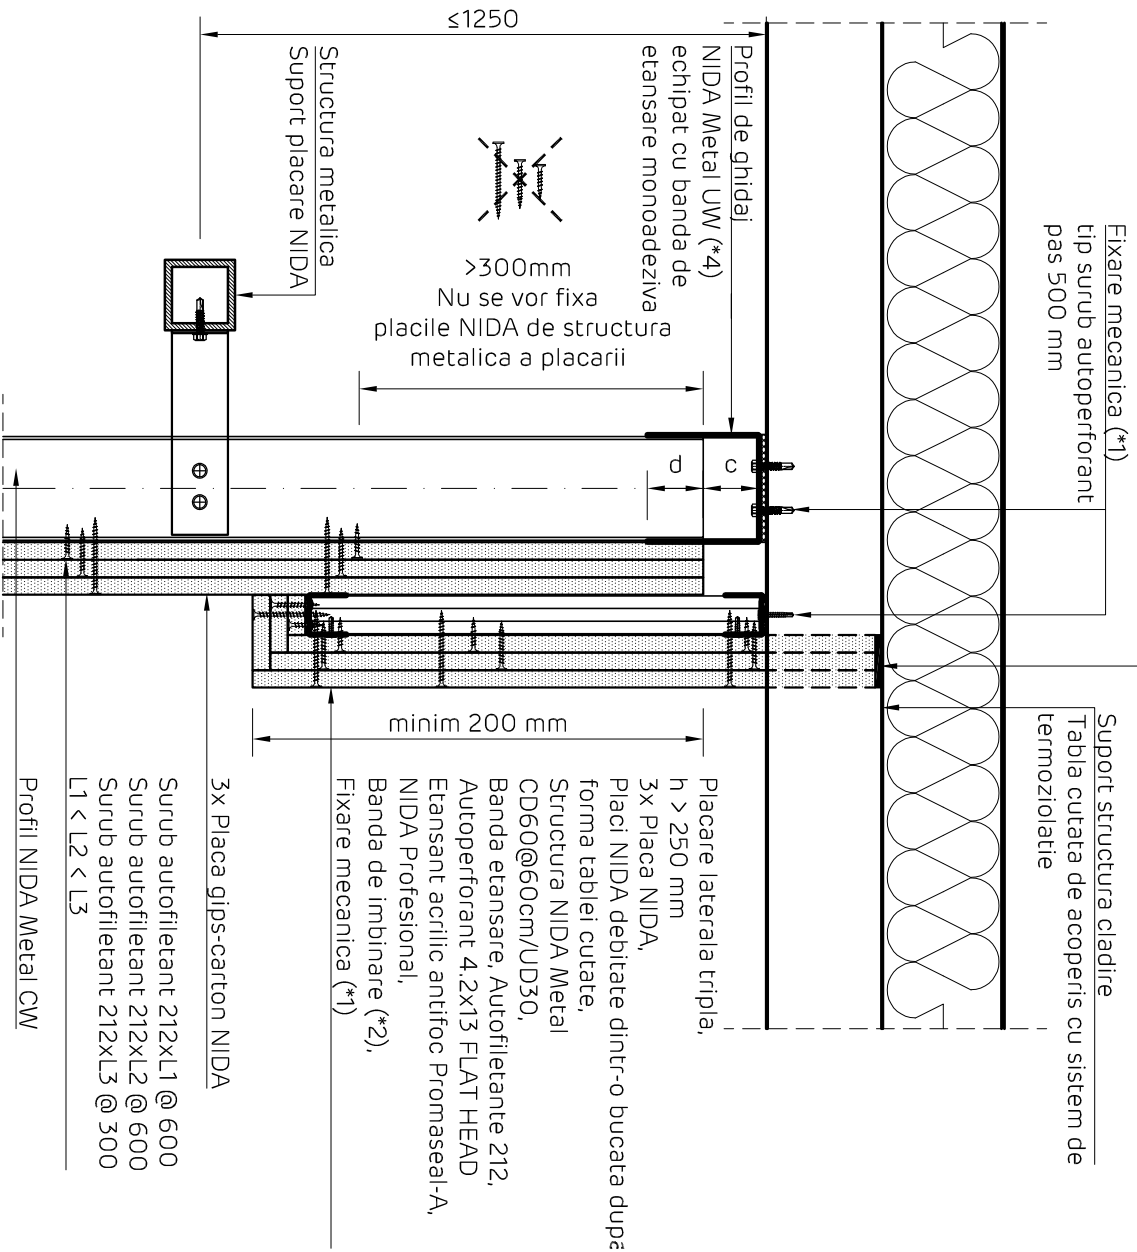 ≤1250
Structura metalica
Suport placare NIDA
Profil de ghidaj
NIDA Metal UW (*4)
echipat cu banda de
etansare monoadeziva
Fixare mecanica (*1)
tip surub autoperforant
pas 500 mm
>300mm
Nu se vor fixa
placile NIDA de structura
metalica a placarii
d
c
minim 200 mm
Suport structura cladire
Tabla cutata de acoperis cu sistem de
termoziolatie
Placare laterala tripla,
h > 250 mm
3x Placa NIDA,
Placi NIDA debitate dintr-o bucata dupa
forma tablei cutate,
Structura NIDA Metal
CD60@60cm/UD30,
Banda etansare, Autofiletante 212,
Autoperforant 4.2x13 FLAT HEAD
Etansant acrilic antifoc Promaseal-A,
NIDA Profesional,
Banda de imbinare (*2),
Fixare mecanica (*1)
3x Placa gips-carton NIDA
Surub autofiletant 212xL1 @ 600
Surub autofiletant 212xL2 @ 600
Surub autofiletant 212xL3 @ 300
L1 < L2 < L3
Profil NIDA Metal CW